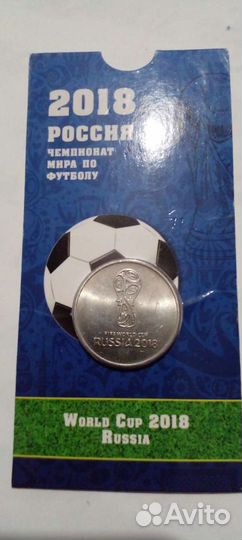 2018
РОССИЯ
ЧЕМПИОНАТ
МИРА ПО
ФУТБОЛУ
FIFA WORLD CUP
RUSSIA 2018
WORLD CUP 2018
RUSSIA
Avito